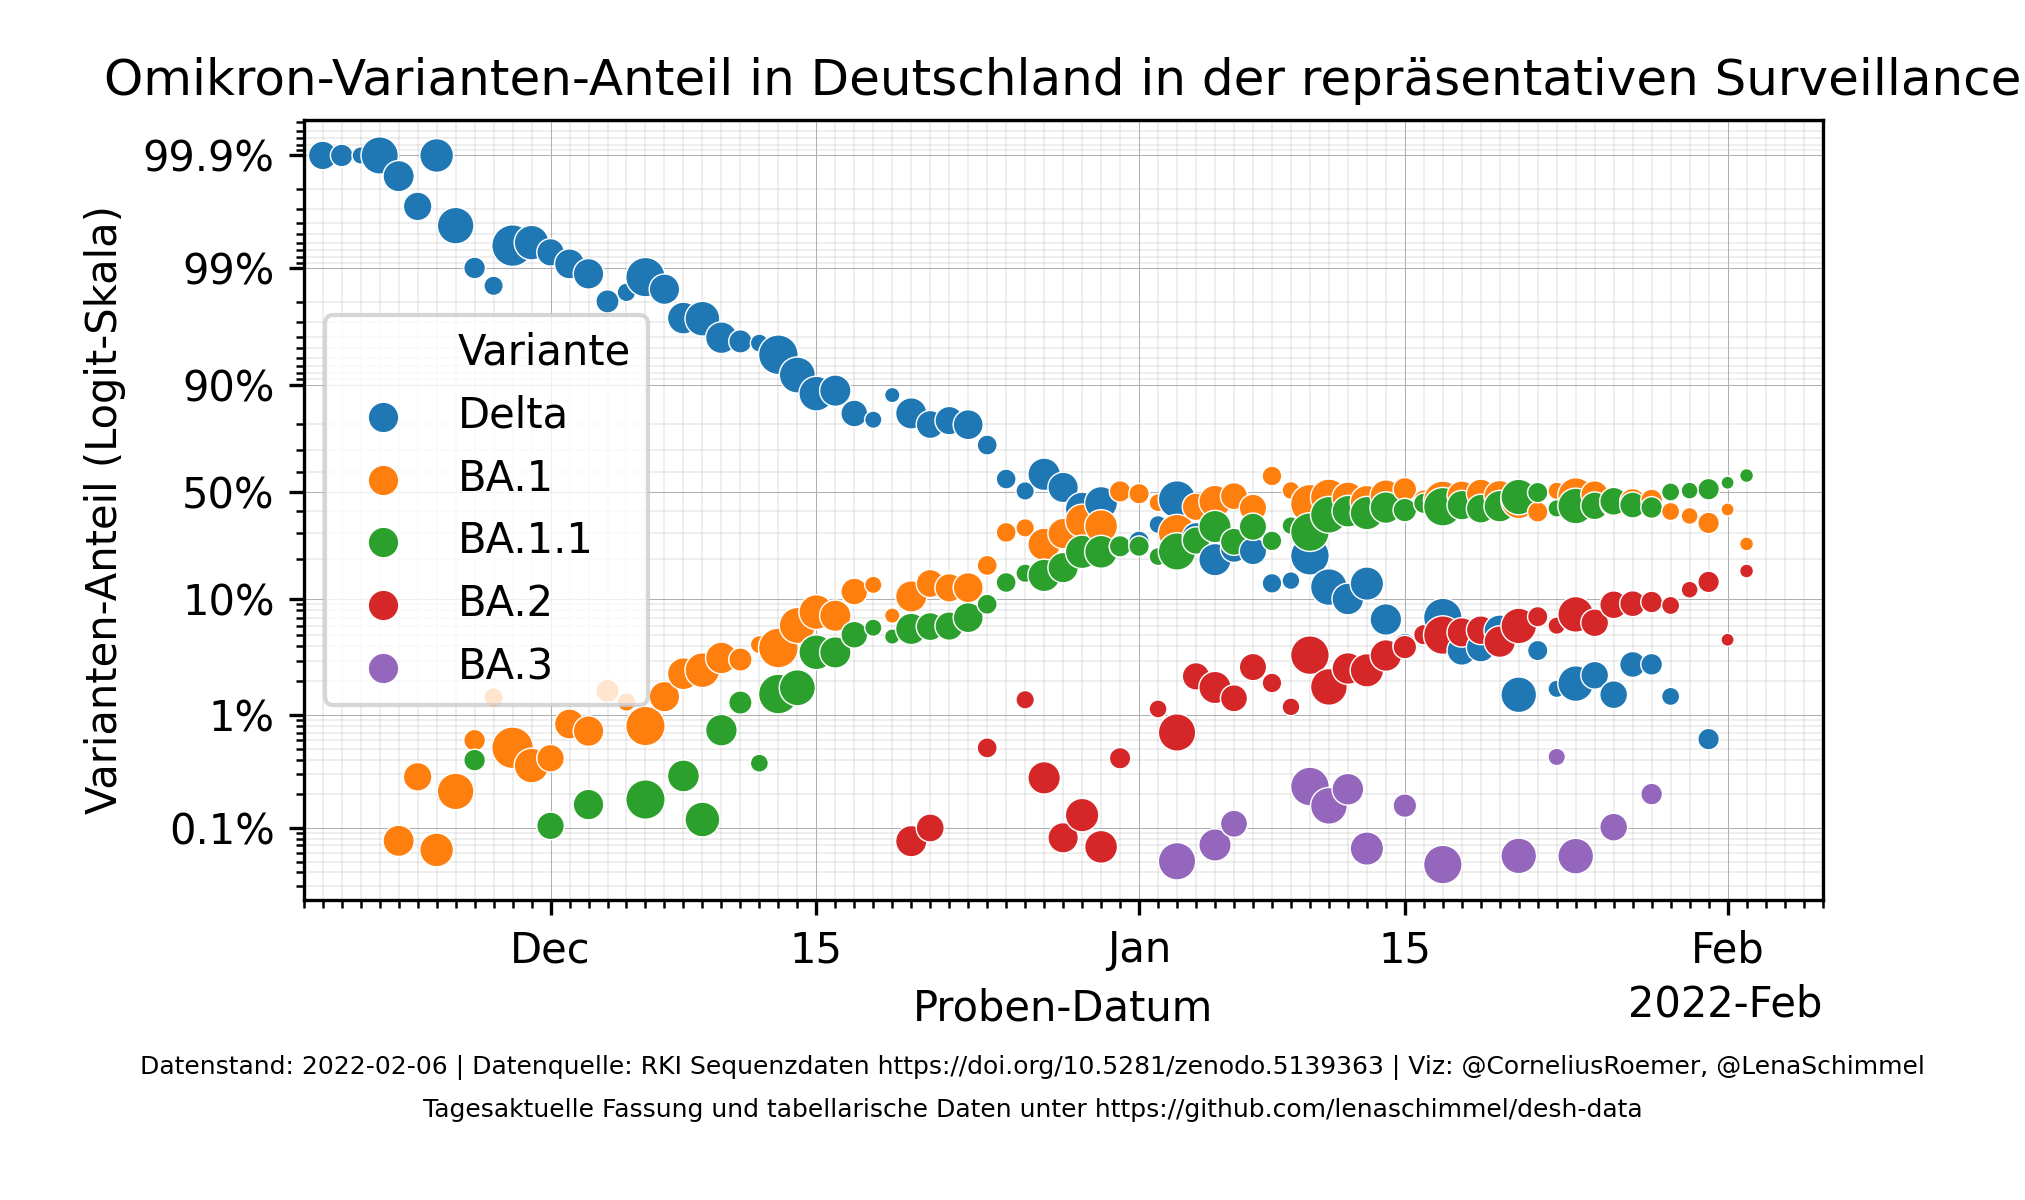 Omikron-Varianten-Anteil in Deutschland in der repräsentativen Surveillance
Varianten-Anteil (Logit-Skala)
99.9%
99%
90%
50%
10%
1%
0.1%
Variante
Delta
BA.1
BA.1.1
BA.2
BA.3
Dec
15
Jan
15
Feb
2022-Feb
Proben-Datum
Datenstand: 2022-02-06 | Datenquelle: RKI Sequenzdaten https://doi.org/10.5281/zenodo.5139363 | Viz: @CorneliusRoemer, @LenaSchimmel
Tagesaktuelle Fassung und tabellarische Daten unter https://github.com/lenaschimmel/desh-data